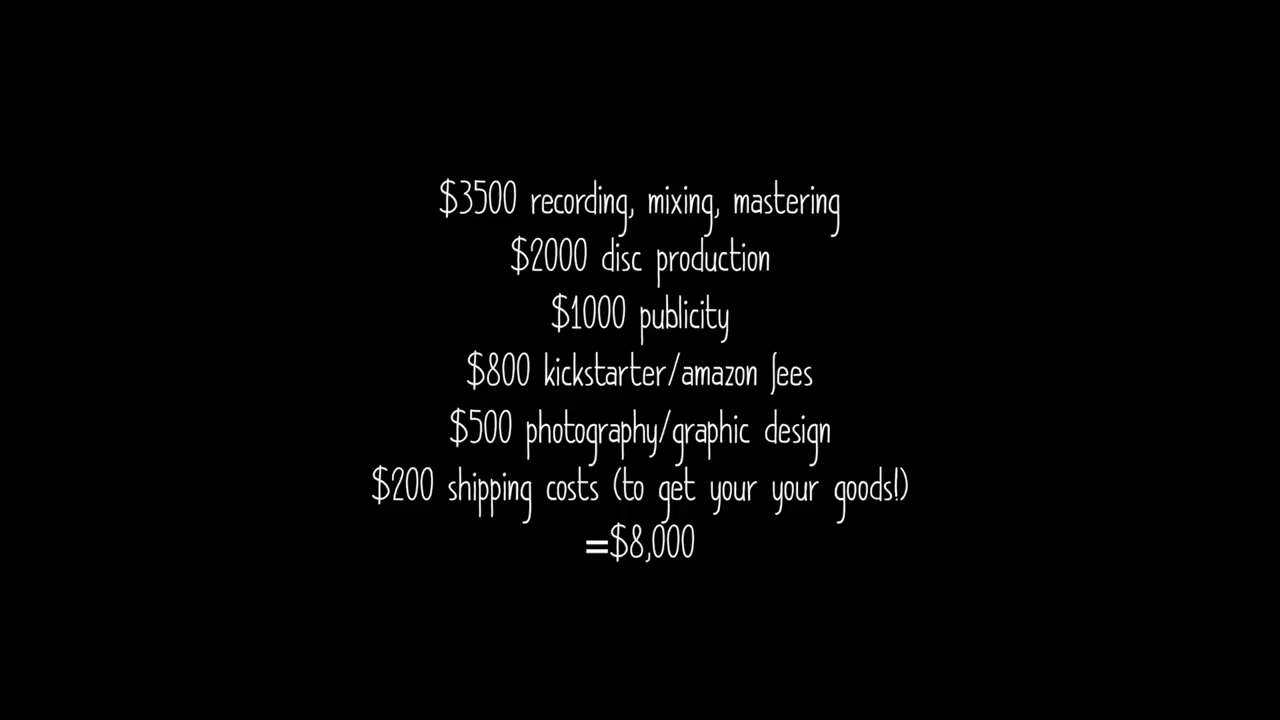 $3500 recording, mixing, mastering
$2000 disc production
$1000 publicity
$800 kickstarter/amazon fees
$500 photography/graphic design
$200 shipping costs (to get your your goods!)
=$8,000